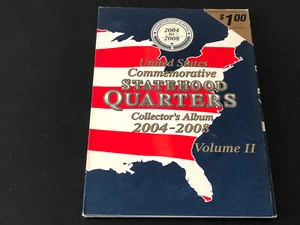 2004
to
2008
$1.00
United States
Commemorative
STATEHOOD
QUARTERS
Collector's Album
2004-2008
Volume II